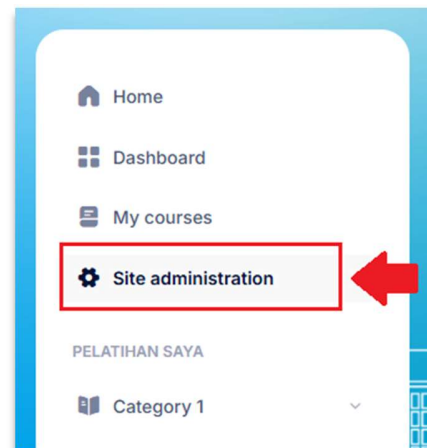 Home
Dashboard
My courses
Site administration
PELATIHAN SAYA
Category 1